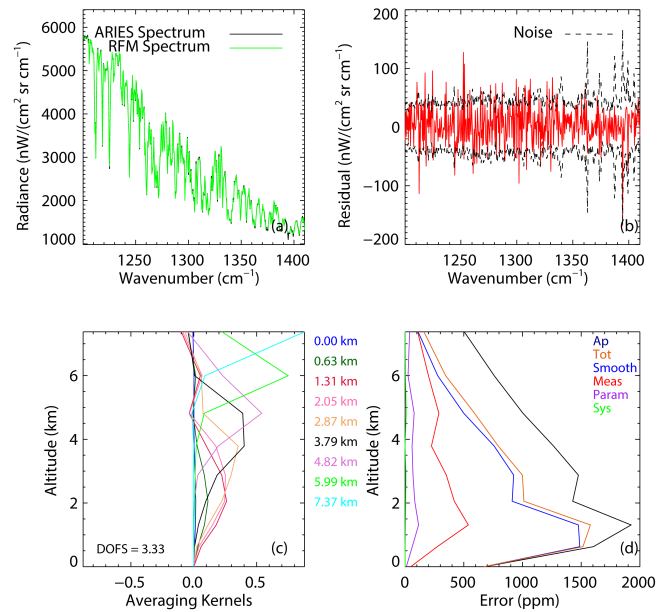 ARIES Spectrum
RFM Spectrum
6000
5000
4000
3000
2000
1000
Radiance (nW/(cm² sr cm⁻¹)
1250 1300 1350 1400
Wavenumber (cm⁻¹)
(a)
Noise
200
100
0
−100
−200
Residual (nW/(cm² sr cm⁻¹)
1250 1300 1350 1400
Wavenumber (cm⁻¹)
(b)
6
4
2
0
Altitude (km)
DOFS = 3.33
(c)
−0.5 0.0 0.5
Averaging Kernels
0.00 km
0.63 km
1.31 km
2.05 km
2.87 km
3.79 km
4.82 km
5.99 km
7.37 km
6
4
2
0
Altitude (km)
Ap
Tot
Smooth
Meas
Param
Sys
(d)
0 500 1000 1500 2000
Error (ppm)